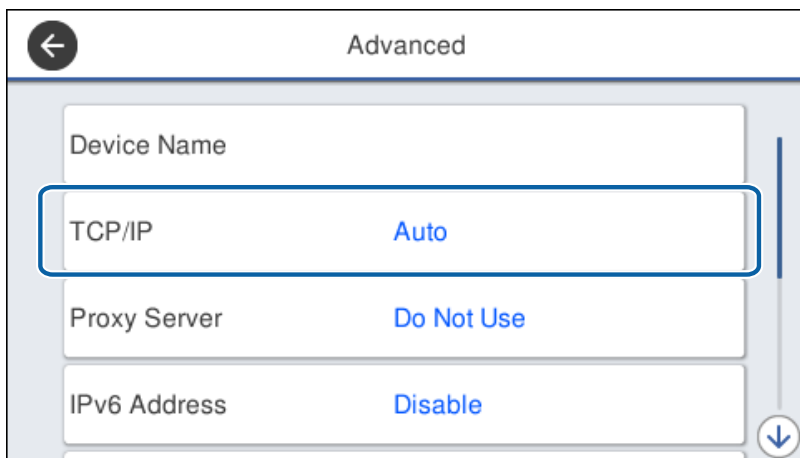 Advanced
Device Name
TCP/IP Auto
Proxy Server Do Not Use
IPv6 Address Disable